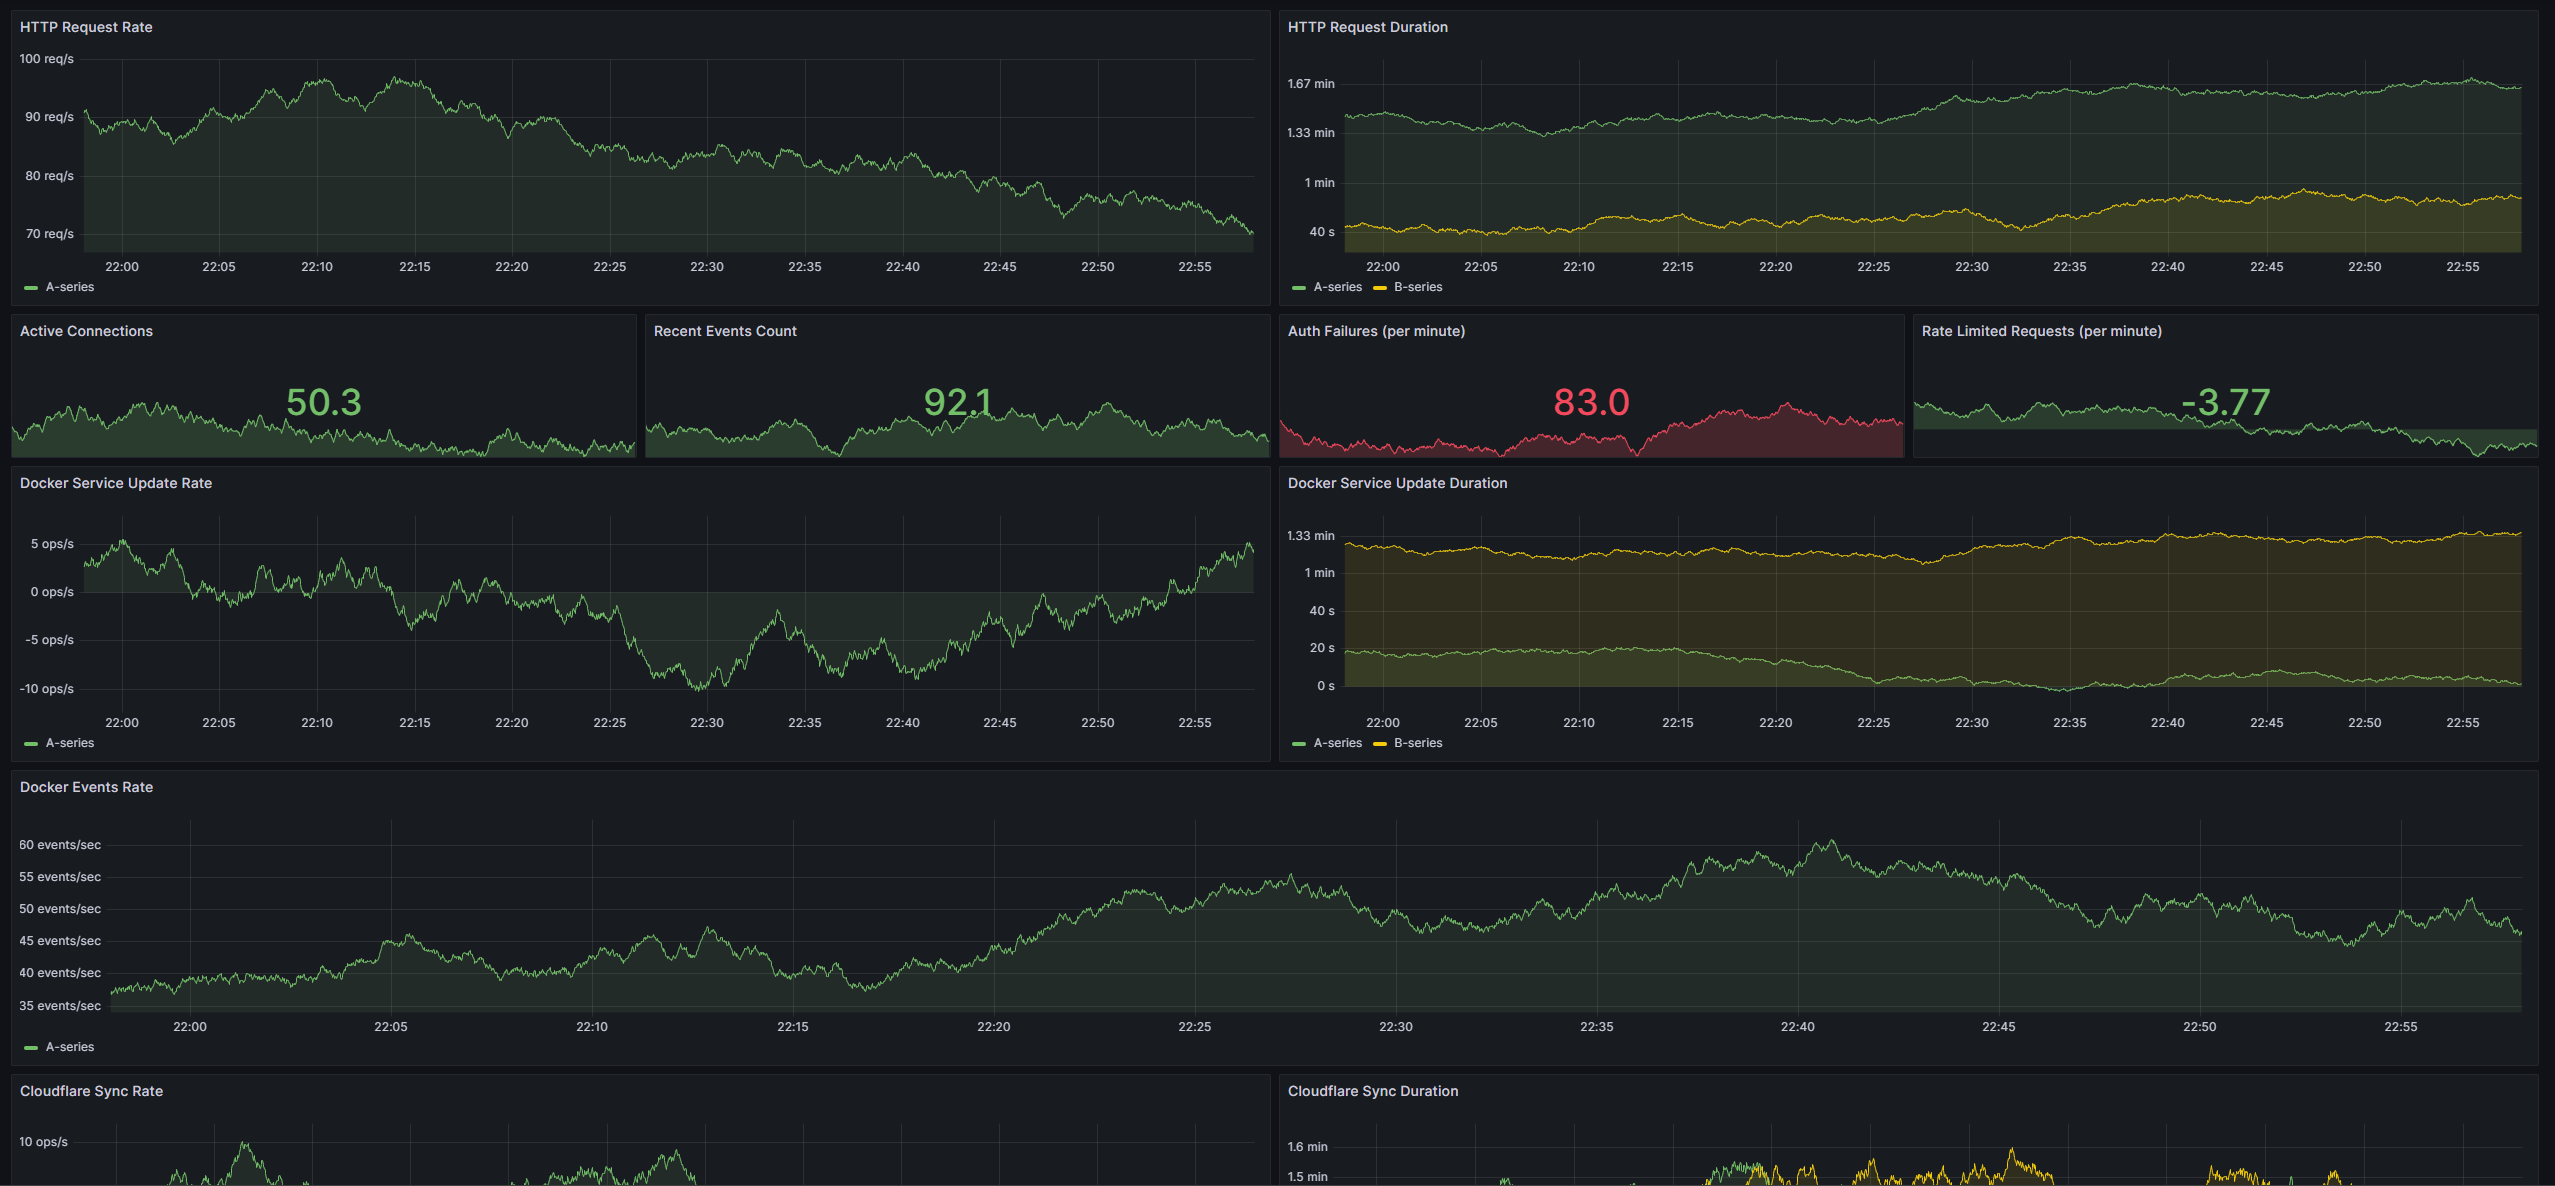 HTTP Request Rate
100 req/s
90 req/s
80 req/s
70 req/s
22:00 22:05 22:10 22:15 22:20 22:25 22:30 22:35 22:40 22:45 22:50 22:55
A-series
HTTP Request Duration
1.67 min
1.33 min
1 min
40 s
22:00 22:05 22:10 22:15 22:20 22:25 22:30 22:35 22:40 22:45 22:50 22:55
A-series B-series
Active Connections
50.3
Recent Events Count
92.1
Auth Failures (per minute)
83.0
Rate Limited Requests (per minute)
-3.77
Docker Service Update Rate
5 ops/s
0 ops/s
-5 ops/s
-10 ops/s
22:00 22:05 22:10 22:15 22:20 22:25 22:30 22:35 22:40 22:45 22:50 22:55
A-series
Docker Service Update Duration
1.33 min
1 min
40 s
20 s
0 s
22:00 22:05 22:10 22:15 22:20 22:25 22:30 22:35 22:40 22:45 22:50 22:55
A-series B-series
Docker Events Rate
60 events/sec
55 events/sec
50 events/sec
45 events/sec
40 events/sec
35 events/sec
22:00 22:05 22:10 22:15 22:20 22:25 22:30 22:35 22:40 22:45 22:50 22:55
A-series
Cloudflare Sync Rate
10 ops/s
Cloudflare Sync Duration
1.6 min
1.5 min